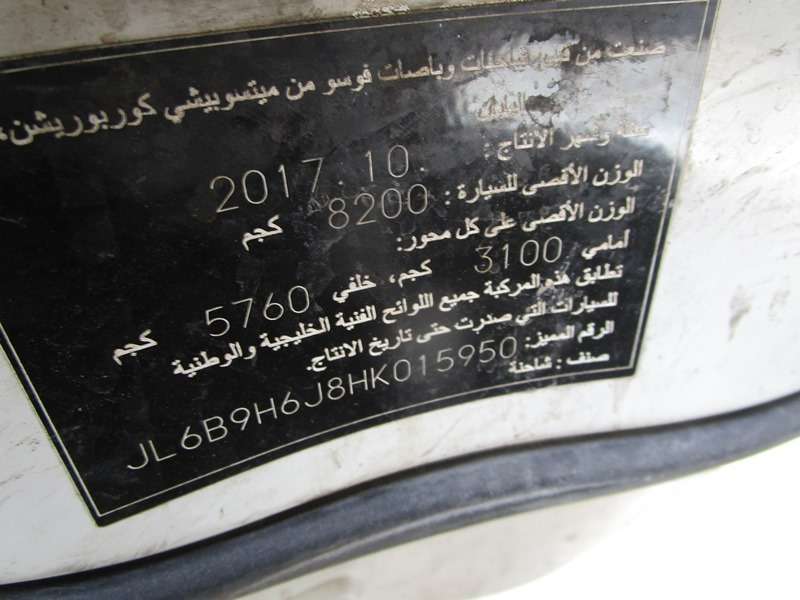 صنعت من قبل شاحنات وباصات فوسو من ميتسوبيشي كوربوريشن،
اليابان
سنة وشهر الانتاج : 2017.10.
الوزن الأقصى للسيارة : 8200 كجم
الوزن الأقصى على كل محور:
أمامي 3100 كجم، خلفي 5760 كجم
تطابق هذه المركبة جميع اللوائح الفنية الخليجية والوطنية
للسيارات التي صدرت حتى تاريخ الانتاج.
الرقم المميز: JL6B9H6J8HK015950
صنف : شاحنة